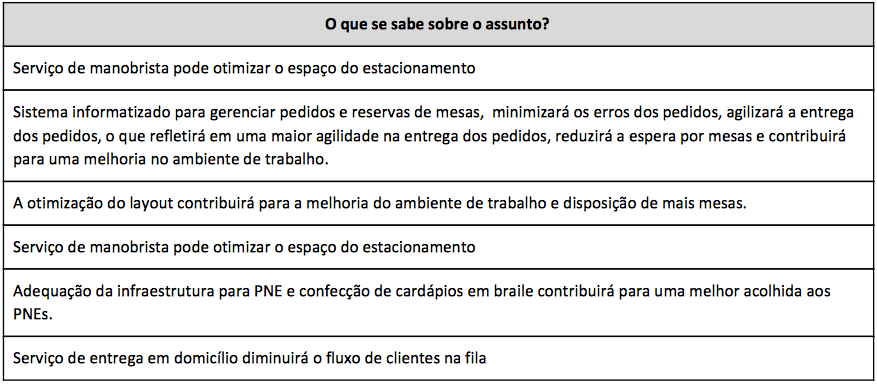 O que se sabe sobre o assunto?
Serviço de manobrista pode otimizar o espaço do estacionamento
Sistema informatizado para gerenciar pedidos e reservas de mesas, minimizará os erros dos pedidos, agilizará a entrega
dos pedidos, o que refletirá em uma maior agilidade na entrega dos pedidos, reduzirá a espera por mesas e contribuirá
para uma melhoria no ambiente de trabalho.
A otimização do layout contribuirá para a melhoria do ambiente de trabalho e disposição de mais mesas.
Serviço de manobrista pode otimizar o espaço do estacionamento
Adequação da infraestrutura para PNE e confecção de cardápios em braile contribuirá para uma melhor acolhida aos
PNEs.
Serviço de entrega em domicílio diminuirá o fluxo de clientes na fila